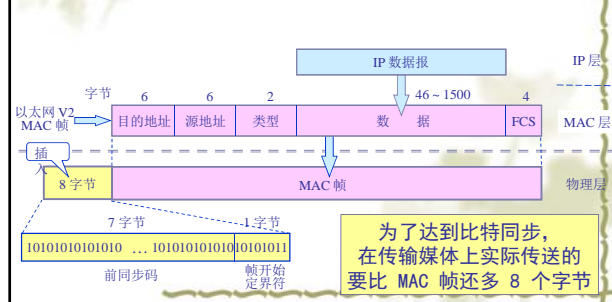 IP 数据报
IP 层
字节
6
6
2
46 ~ 1500
4
以太网 V2
MAC 帧
目的地址
源地址
类型
数 据
FCS
MAC 层
插
入
8 字节
MAC 帧
物理层
7 字节
1 字节
10101010101010 … 10101010101010101011
前同步码
帧开始
定界符
为了达到比特同步，
在传输媒体上实际传送的
要比 MAC 帧还多 8 个字节